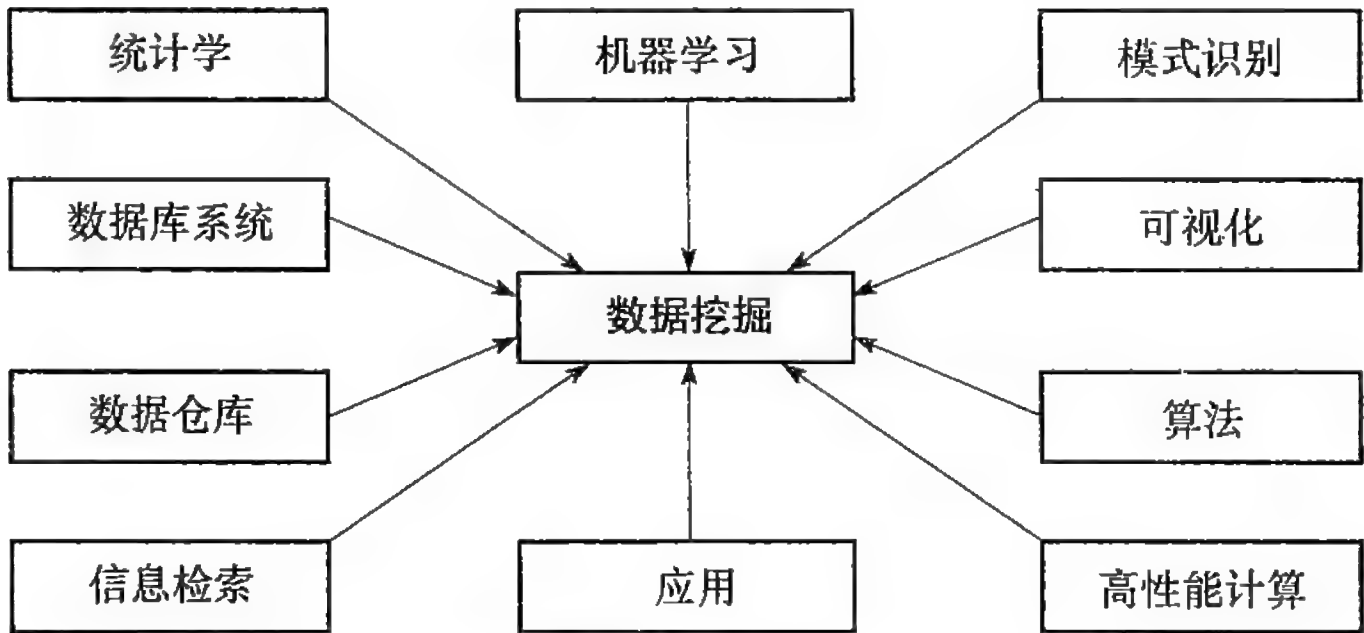 统计学
机器学习
模式识别
数据库系统
可视化
数据挖掘
数据仓库
算法
信息检索
应用
高性能计算